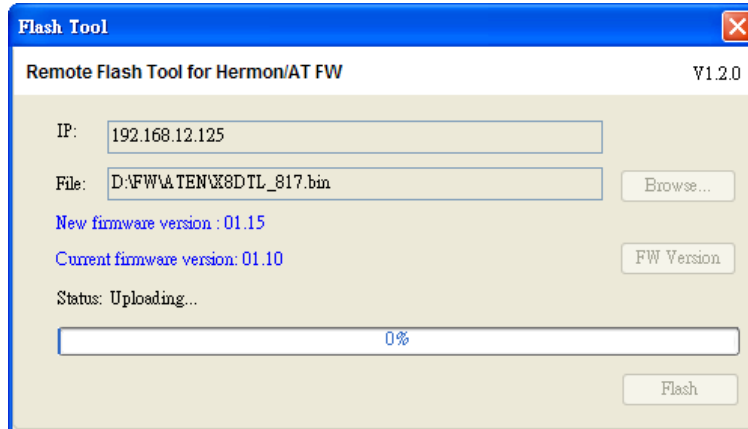 Flash Tool
Remote Flash Tool for Hermon/AT FW V1.2.0
IP: 192.168.12.125
File: D:\FW\ATEN\X8DTL_817.bin Browse...
New firmware version : 01.15
Current firmware version: 01.10 FW Version
Status: Uploading...
0%
Flash